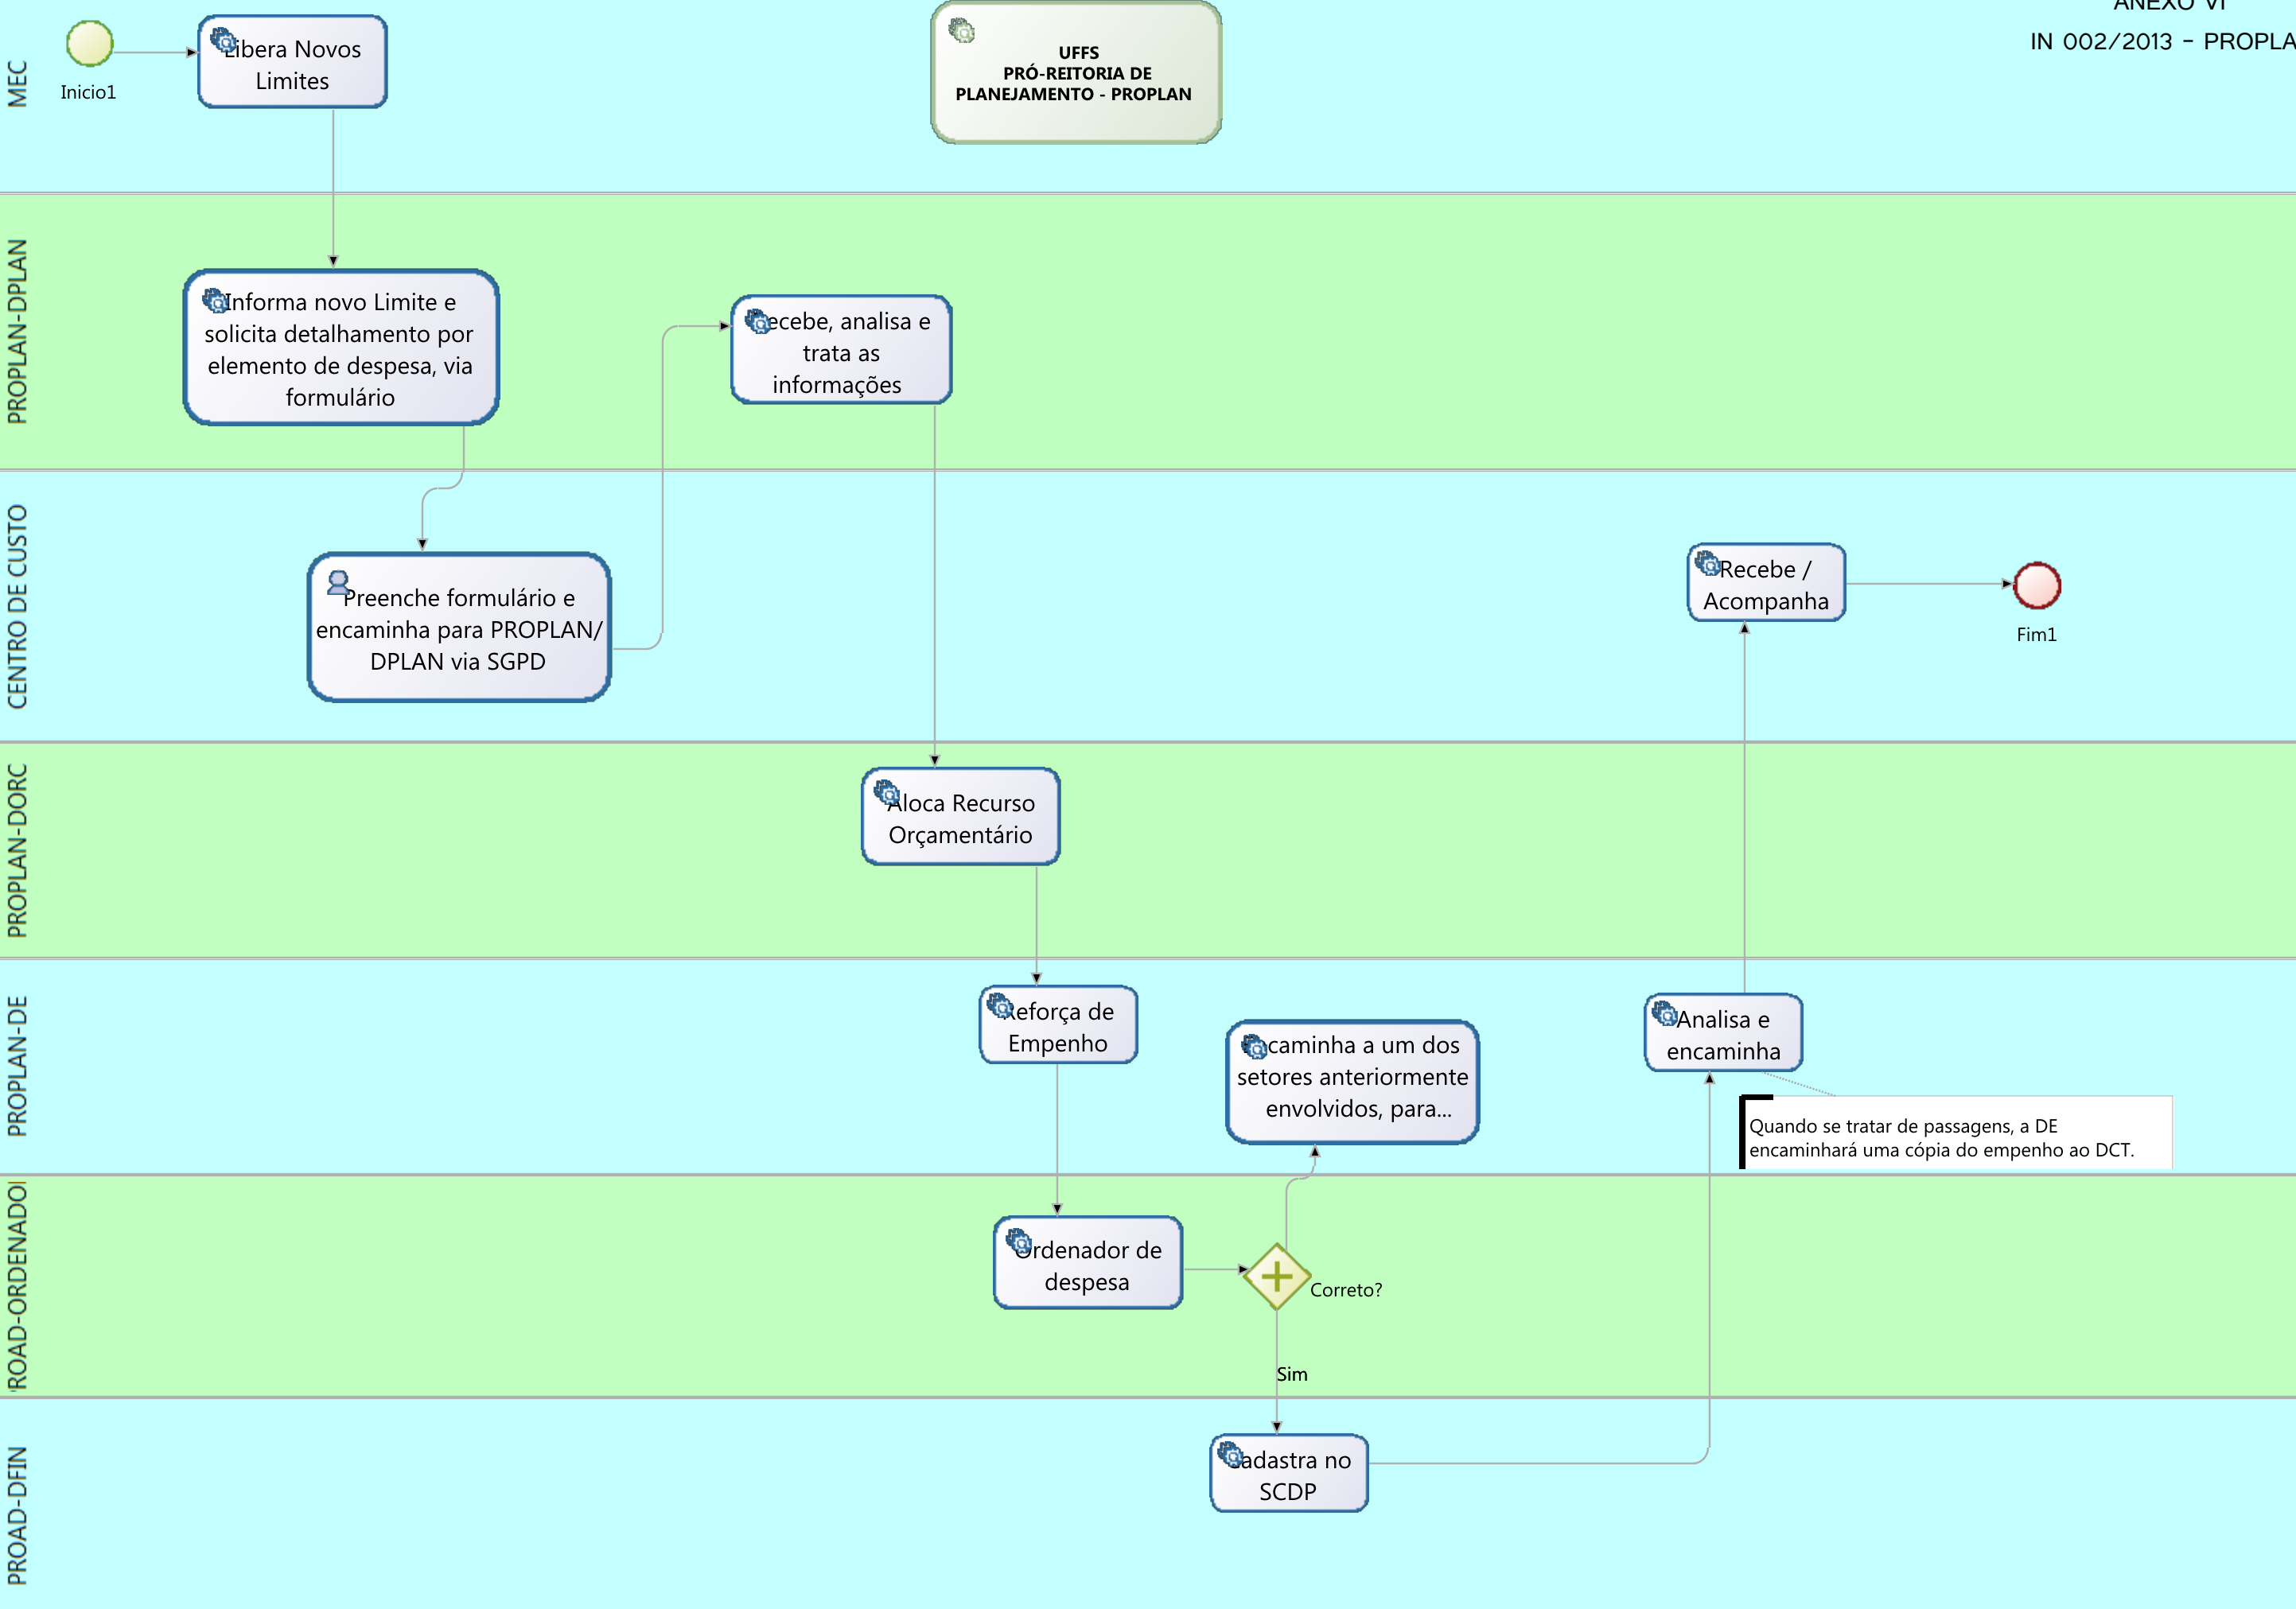 ANEXO VI
IN 002/2013 - PROPLA
MEC
Inicio1
Libera Novos
Limites
UFFS
PRÓ-REITORIA DE
PLANEJAMENTO - PROPLAN
PROPLAN-DPLAN
Informa novo Limite e
solicita detalhamento por
elemento de despesa, via
formulário
ecebe, analisa e
trata as
informações
CENTRO DE CUSTO
Preenche formulário e
encaminha para PROPLAN/
DPLAN via SGPD
Recebe /
Acompanha
Fim1
PROPLAN-DORC
Aloca Recurso
Orçamentário
PROPLAN-DE
Reforça de
Empenho
caminha a um dos
setores anteriormente
envolvidos, para...
Analisa e
encaminha
Quando se tratar de passagens, a DE
encaminhará uma cópia do empenho ao DCT.
ROAD-ORDENADO
Ordenador de
despesa
Correto?
Sim
PROAD-DFIN
Cadastra no
SCDP